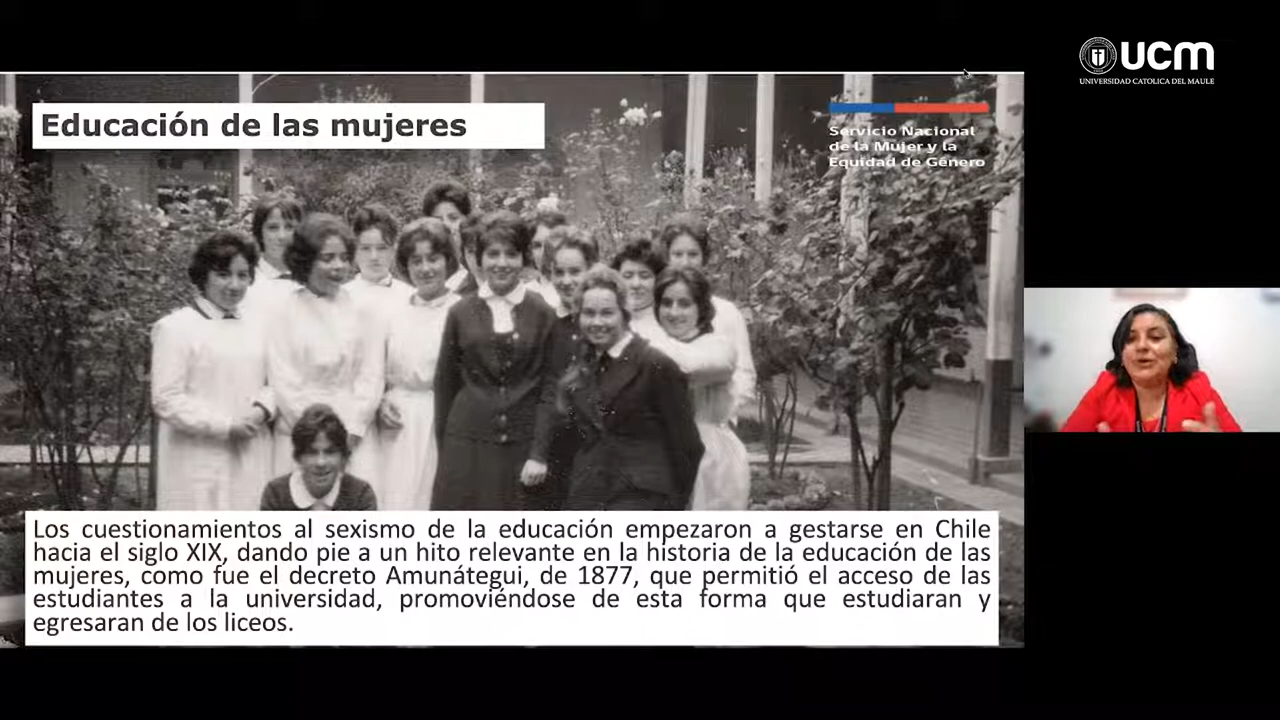 ucm
UNIVERSIDAD CATOLICA DEL MAULE
Educación de las mujeres
Servicio Nacional
de la Mujer y la
Equidad de Género
Los cuestionamientos al sexismo de la educación empezaron a gestarse en Chile
hacia el siglo XIX, dando pie a un hito relevante en la historia de la educación de las
mujeres, como fue el decreto Amunátegui, de 1877, que permitió el acceso de las
estudiantes a la universidad, promoviéndose de esta forma que estudiaran y
egresaran de los liceos.